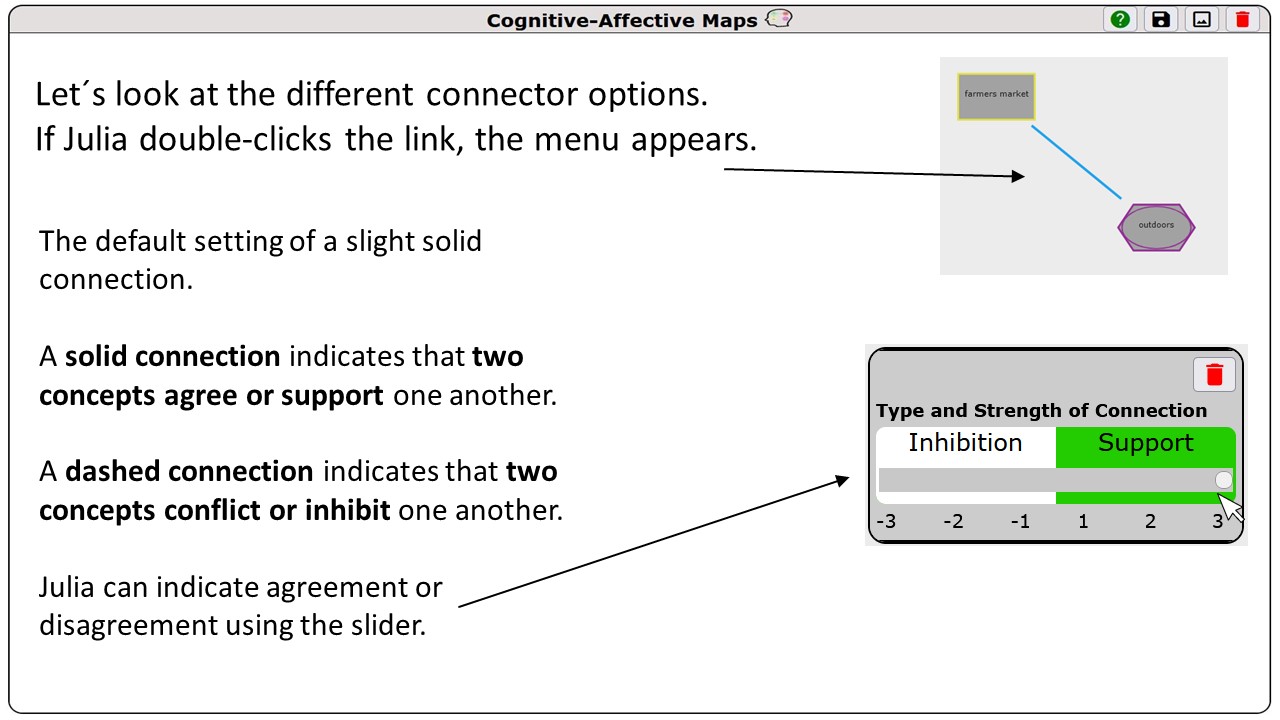 Cognitive-Affective Maps
Let´s look at the different connector options.
If Julia double-clicks the link, the menu appears.
farmers market
outdoors
The default setting of a slight solid
connection.
A solid connection indicates that two
concepts agree or support one another.
A dashed connection indicates that two
concepts conflict or inhibit one another.
Julia can indicate agreement or
disagreement using the slider.
Type and Strength of Connection
Inhibition Support
-3 -2 -1 1 2 3